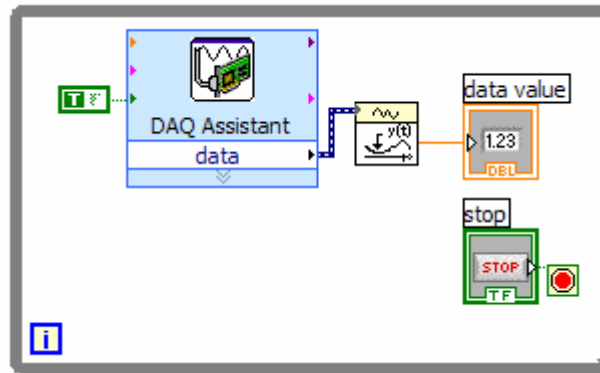 data value
T F
DAQ Assistant
y(t)
1.23
data
DBL
stop
STOP
TF
i